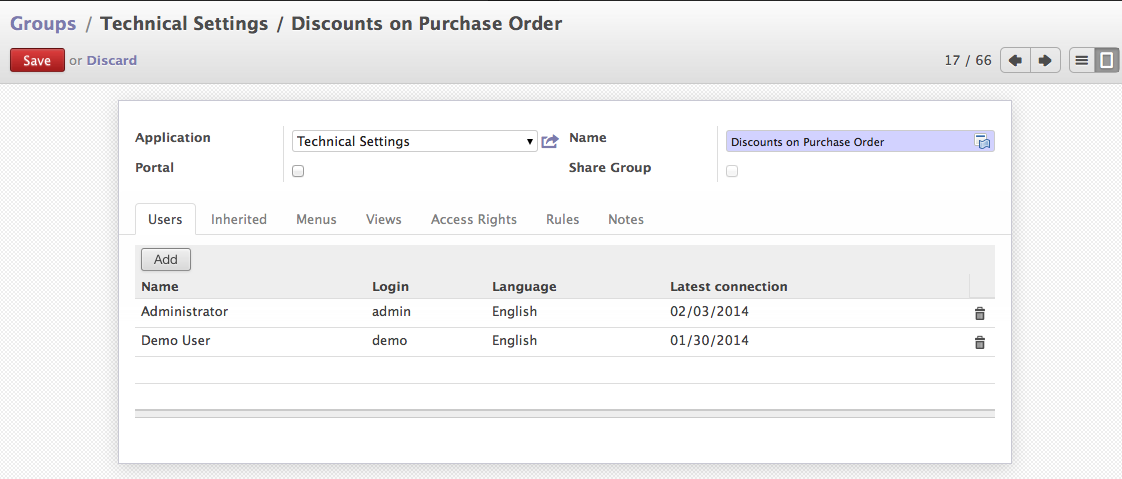 Groups / Technical Settings / Discounts on Purchase Order
Save or Discard
17 / 66
Application
Technical Settings
Name
Discounts on Purchase Order
Portal
Share Group
Users Inherited Menus Views Access Rights Rules Notes
Add
Name Login Language Latest connection
Administrator admin English 02/03/2014
Demo User demo English 01/30/2014